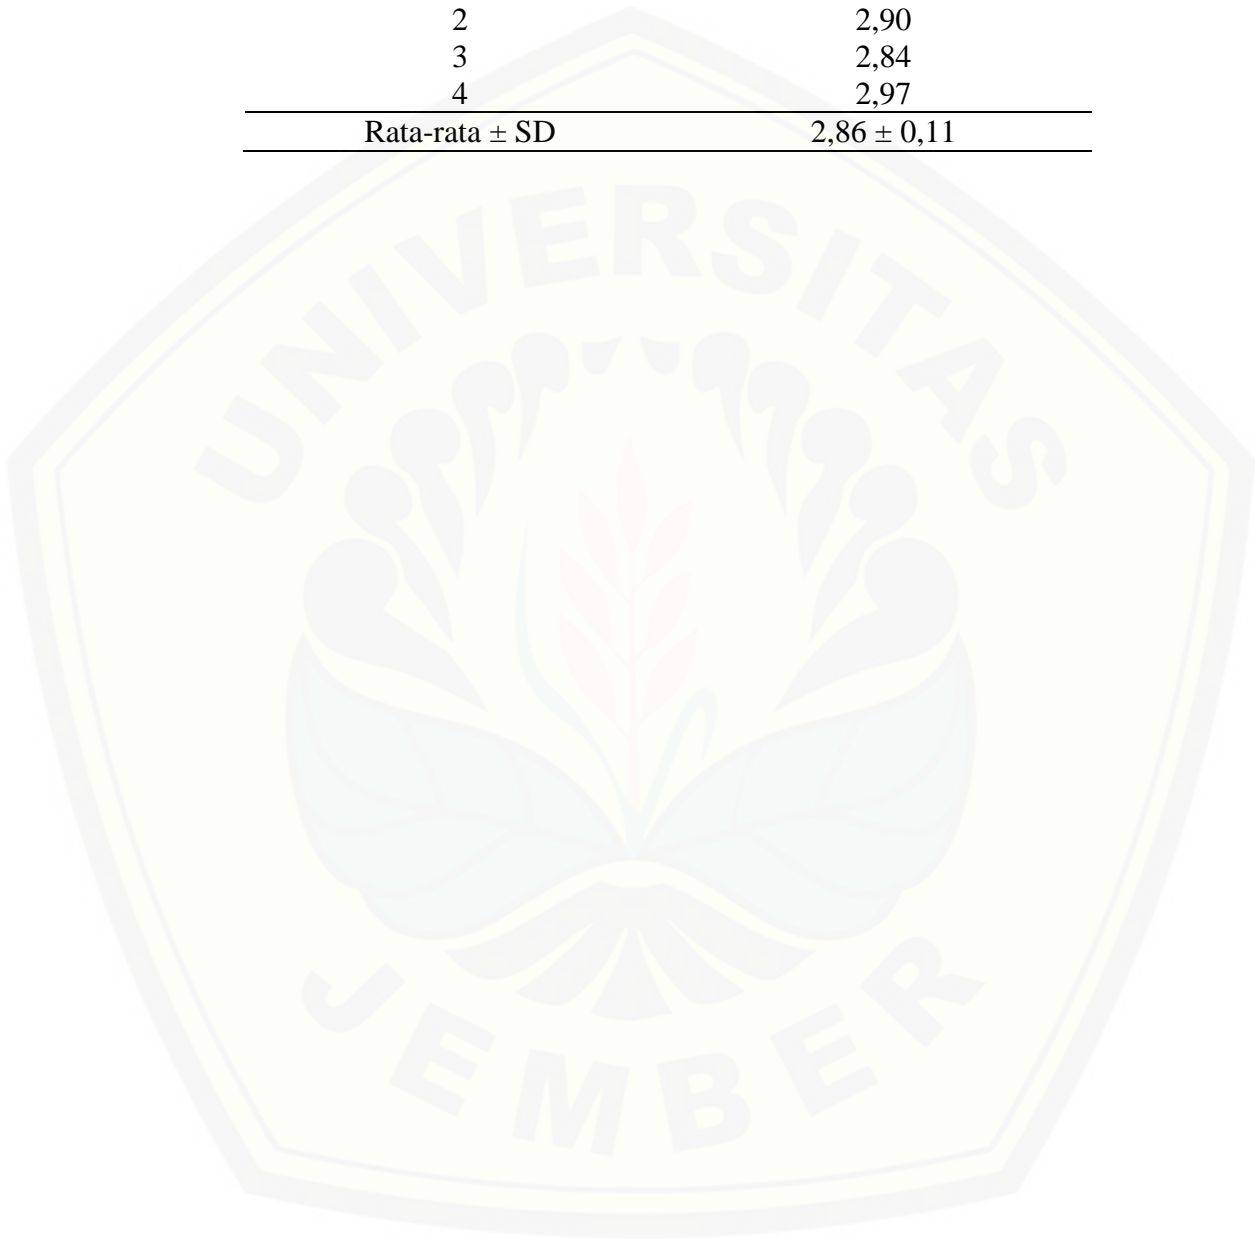 2 2,90
3 2,84
4 2,97
Rata-rata ± SD 2,86 ± 0,11
UNIVERSITAS
JEMBER